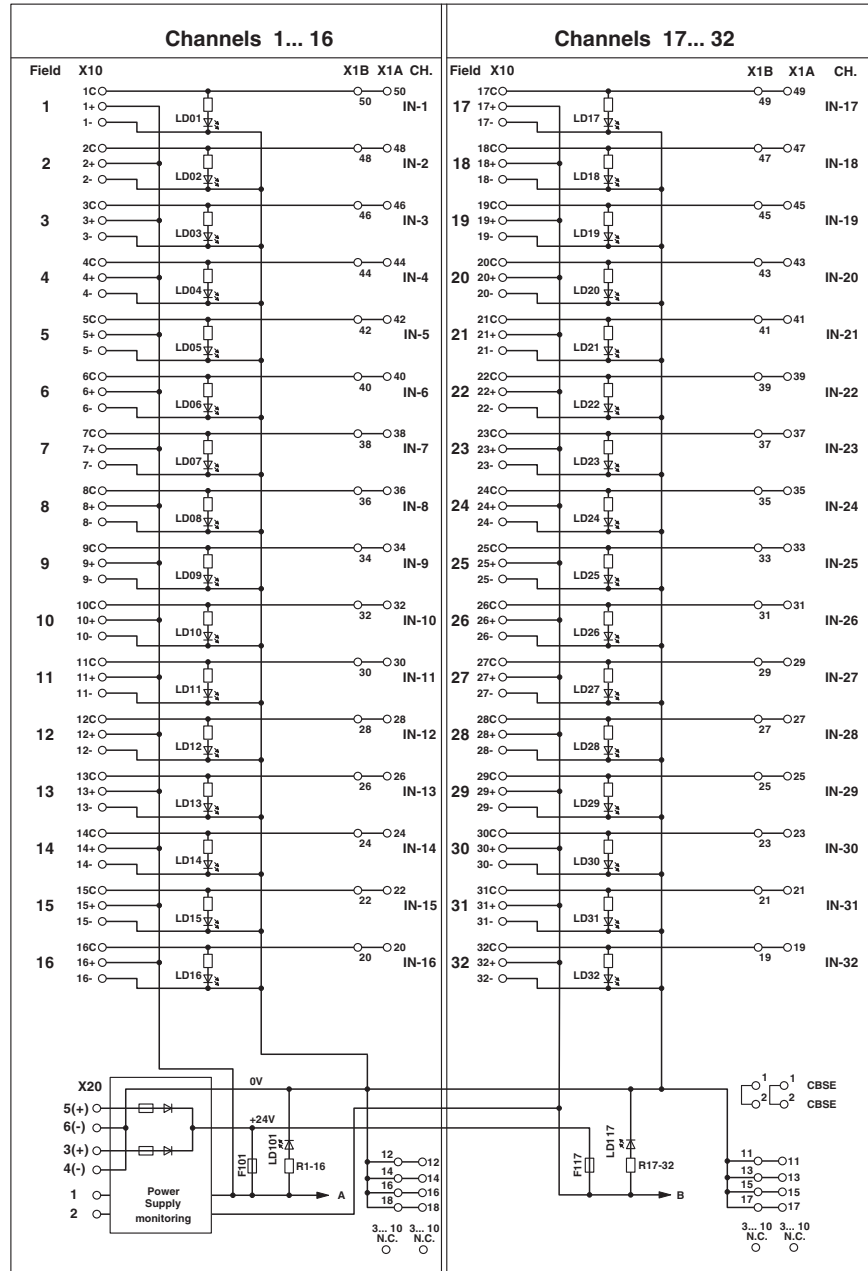 Channels 1... 16
Channels 17... 32
Field X10 X1B X1A CH.
Field X10 X1B X1A CH.
1 1C 1+ 1- LD01 50 50 IN-1
17 17C 17+ 17- LD17 49 49 IN-17
2 2C 2+ 2- LD02 48 48 IN-2
18 18C 18+ 18- LD18 47 47 IN-18
3 3C 3+ 3- LD03 46 46 IN-3
19 19C 19+ 19- LD19 45 45 IN-19
4 4C 4+ 4- LD04 44 44 IN-4
20 20C 20+ 20- LD20 43 43 IN-20
5 5C 5+ 5- LD05 42 42 IN-5
21 21C 21+ 21- LD21 41 41 IN-21
6 6C 6+ 6- LD06 40 40 IN-6
22 22C 22+ 22- LD22 39 39 IN-22
7 7C 7+ 7- LD07 38 38 IN-7
23 23C 23+ 23- LD23 37 37 IN-23
8 8C 8+ 8- LD08 36 36 IN-8
24 24C 24+ 24- LD24 35 35 IN-24
9 9C 9+ 9- LD09 34 34 IN-9
25 25C 25+ 25- LD25 33 33 IN-25
10 10C 10+ 10- LD10 32 32 IN-10
26 26C 26+ 26- LD26 31 31 IN-26
11 11C 11+ 11- LD11 30 30 IN-11
27 27C 27+ 27- LD27 29 29 IN-27
12 12C 12+ 12- LD12 28 28 IN-12
28 28C 28+ 28- LD28 27 27 IN-28
13 13C 13+ 13- LD13 26 26 IN-13
29 29C 29+ 29- LD29 25 25 IN-29
14 14C 14+ 14- LD14 24 24 IN-14
30 30C 30+ 30- LD30 23 23 IN-30
15 15C 15+ 15- LD15 22 22 IN-15
31 31C 31+ 31- LD31 21 21 IN-31
16 16C 16+ 16- LD16 20 20 IN-16
32 32C 32+ 32- LD32 19 19 IN-32
X20
5(+)
6(-)
3(+)
4(-)
1
2
Power
Supply
monitoring
0V
+24V
F101
LD101
R1-16
A
12 12
14 14
16 16
18 18
3... 10 3... 10
N.C. N.C.
F117
LD117
R17-32
B
1 1 CBSE
2 2 CBSE
11 11
13 13
15 15
17 17
3... 10 3... 10
N.C. N.C.